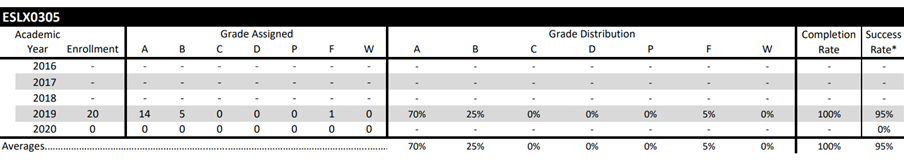 ESLX0305
Academic Grade Assigned Grade Distribution Completion Success
Year Enrollment A B C D P F W A B C D P F W Rate Rate*
2016 - - - - - - - - - - - - - - - - -
2017 - - - - - - - - - - - - - - - - -
2018 - - - - - - - - - - - - - - - - -
2019 20 14 5 0 0 0 1 0 70% 25% 0% 0% 0% 5% 0% 100% 95%
2020 0 0 0 0 0 0 0 0 - - - - - - - - 0%
Averages................................................................................................ 70% 25% 0% 0% 0% 5% 0% 100% 95%